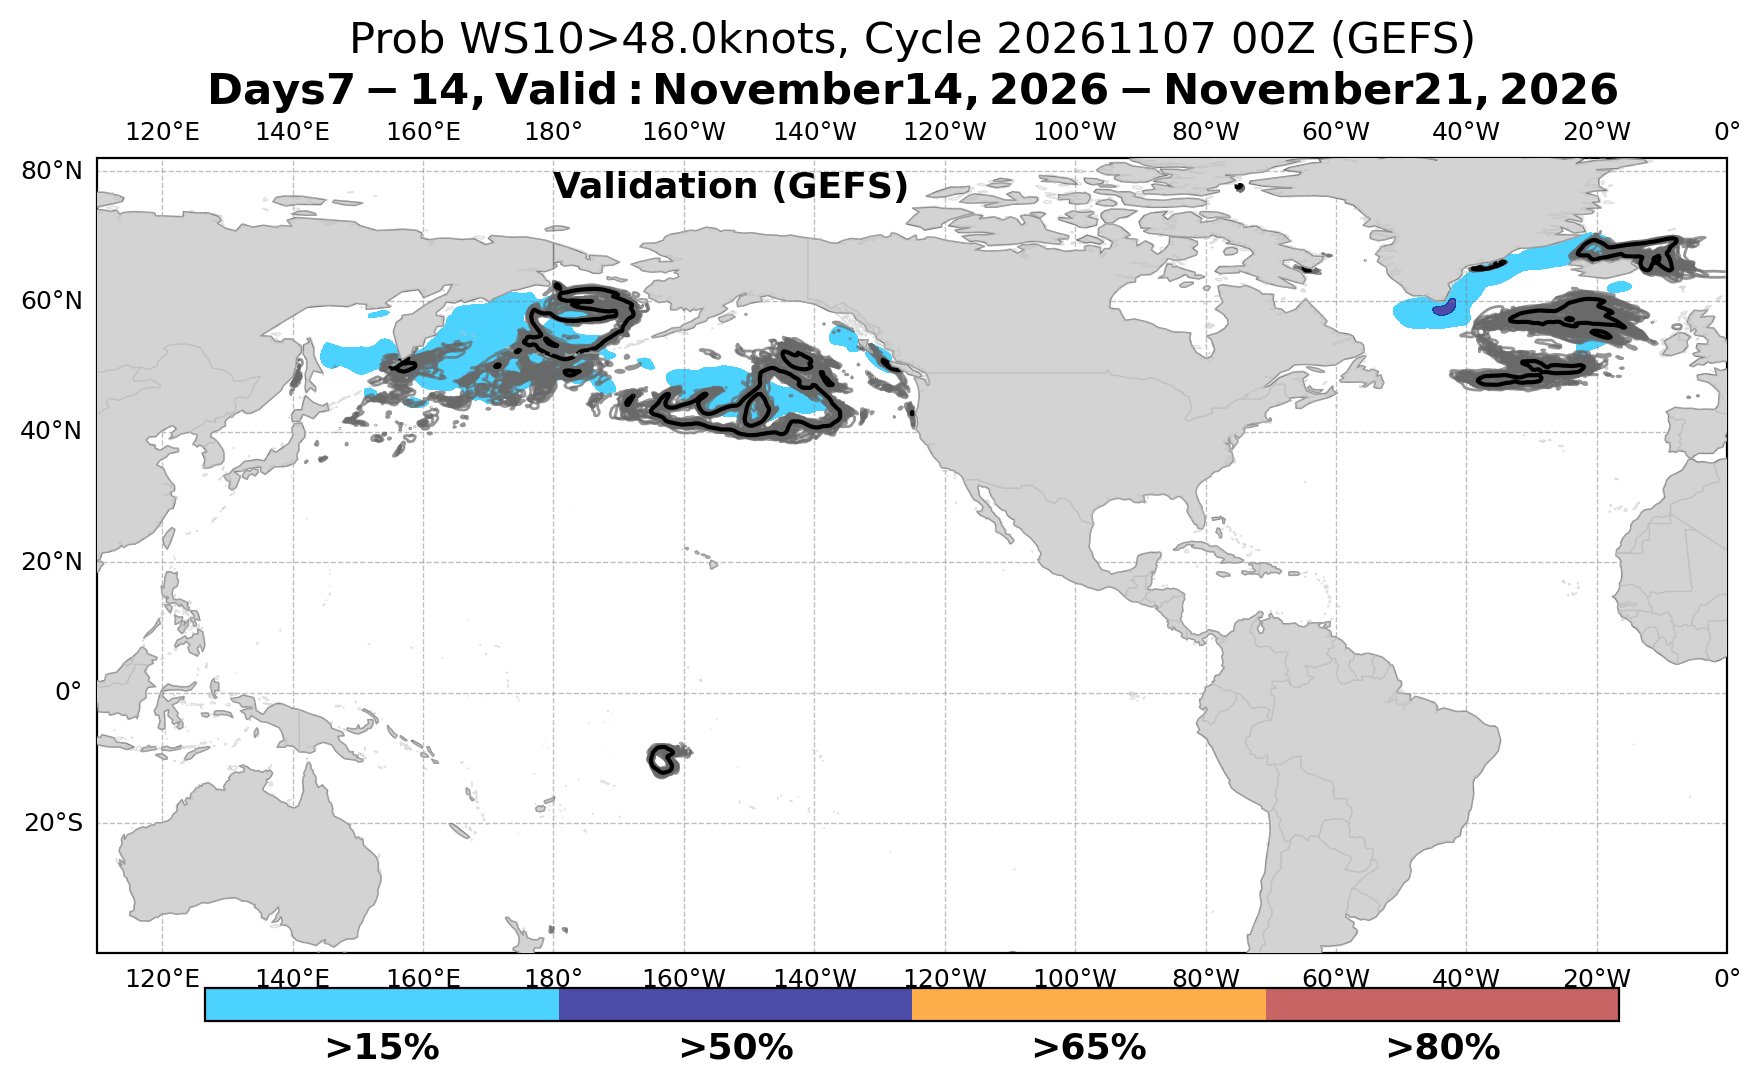 Prob WS10>48.0knots, Cycle 20261107 00Z (GEFS)
Days7 − 14, Valid : November14, 2026 − November21, 2026
120°E 140°E 160°E 180° 160°W 140°W 120°W 100°W 80°W 60°W 40°W 20°W 0°
80°N
Validation (GEFS)
60°N
40°N
20°N
0°
20°S
120°E 140°E 160°E 180° 160°W 140°W 120°W 100°W 80°W 60°W 40°W 20°W 0°
>15% >50% >65% >80%